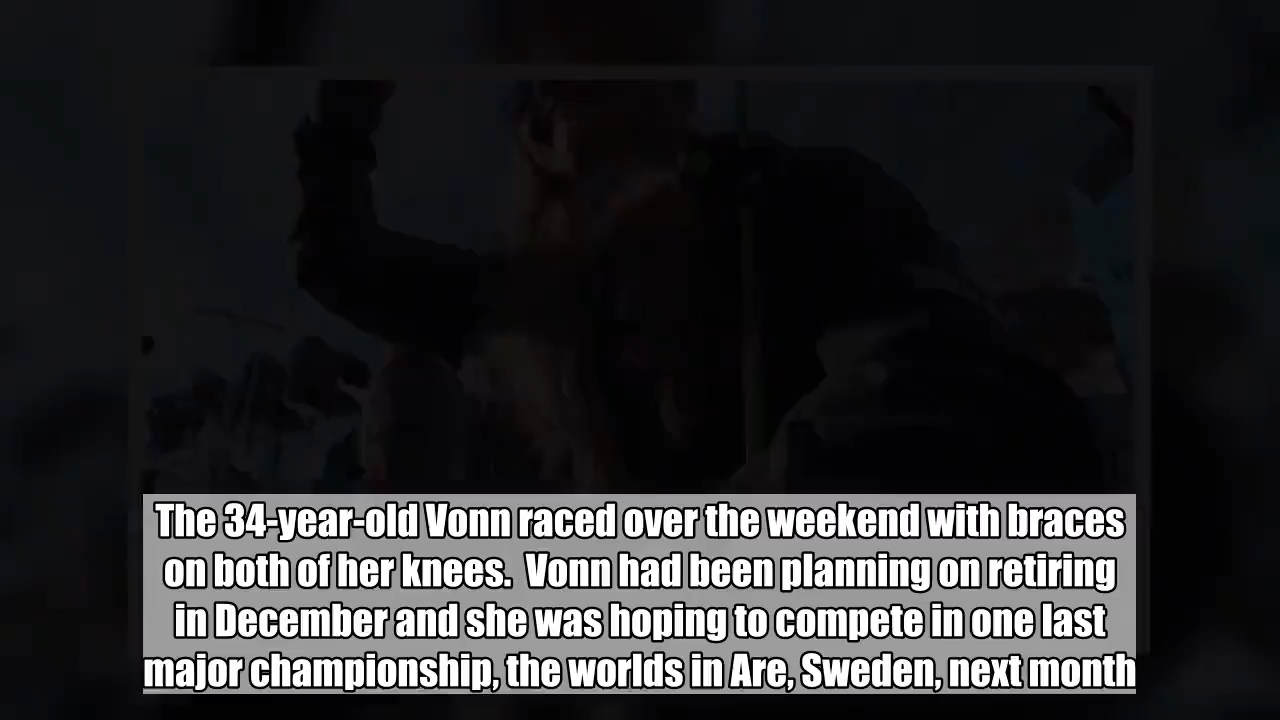 The 34-year-old Vonn raced over the weekend with braces
on both of her knees.  Vonn had been planning on retiring
in December and she was hoping to compete in one last
major championship, the worlds in Are, Sweden, next month